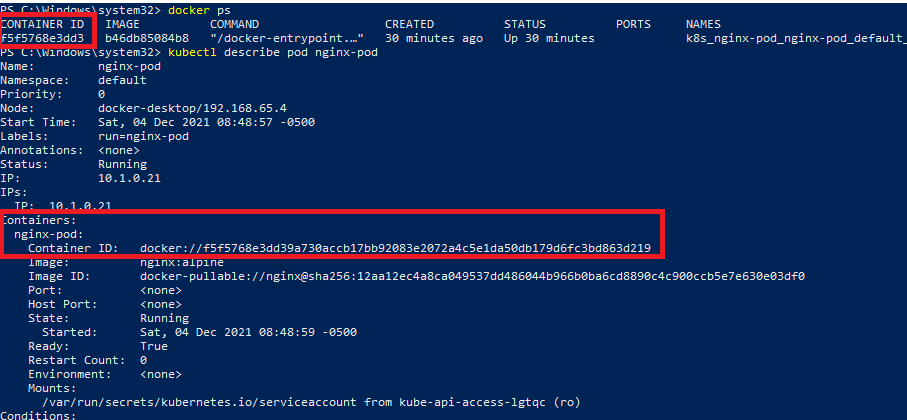 PS C:\Windows\system32> docker ps
CONTAINER ID   IMAGE          COMMAND                  CREATED          STATUS          PORTS     NAMES
f5f5768e3dd3   b46db85084b8   "/docker-entrypoint.…"   30 minutes ago   Up 30 minutes             k8s_nginx-pod_nginx-pod_default_
PS C:\Windows\system32> kubectl describe pod nginx-pod
Name:         nginx-pod
Namespace:    default
Priority:     0
Node:         docker-desktop/192.168.65.4
Start Time:   Sat, 04 Dec 2021 08:48:57 -0500
Labels:       run=nginx-pod
Annotations:  <none>
Status:       Running
IP:           10.1.0.21
IPs:
  IP:  10.1.0.21
Containers:
  nginx-pod:
    Container ID:   docker://f5f5768e3dd39a730accb17bb92083e2072a4c5e1da50db179d6fc3bd863d219
    Image:          nginx:alpine
    Image ID:       docker-pullable://nginx@sha256:12aa12ec4a8ca049537dd486044b966b0ba6cd8890c4c900ccb5e7e630e03df0
    Port:           <none>
    Host Port:      <none>
    State:          Running
      Started:      Sat, 04 Dec 2021 08:48:59 -0500
    Ready:          True
    Restart Count:  0
    Environment:    <none>
    Mounts:
      /var/run/secrets/kubernetes.io/serviceaccount from kube-api-access-lgtqc (ro)
Conditions: